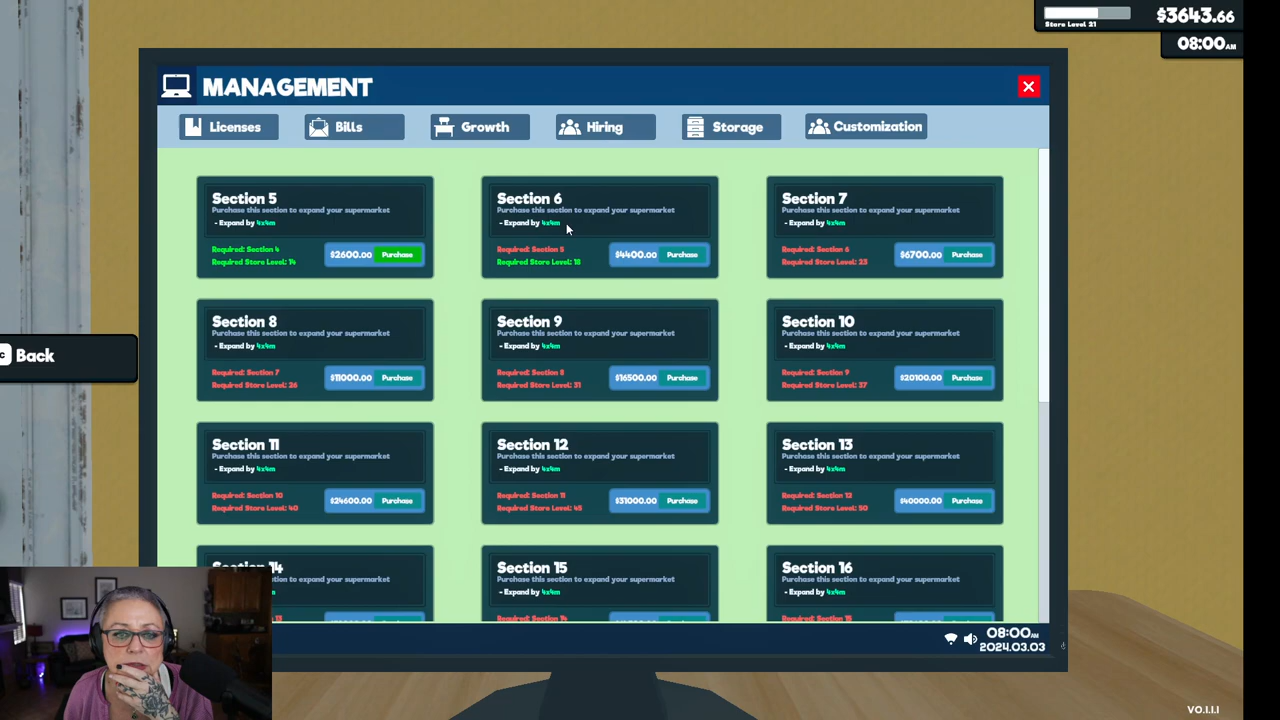 $3643.66
Store Level 21
08:00AM
MANAGEMENT
Licenses
Bills
Growth
Hiring
Storage
Customization
Section 5
Purchase this section to expand your supermarket
- Expand by 4x4m
Required: Section 4
Required Store Level: 14
$2600.00 Purchase
Section 6
Purchase this section to expand your supermarket
- Expand by 4x4m
Required: Section 5
Required Store Level: 18
$4400.00 Purchase
Section 7
Purchase this section to expand your supermarket
- Expand by 4x4m
Required: Section 6
Required Store Level: 23
$6700.00 Purchase
Back
Section 8
Purchase this section to expand your supermarket
- Expand by 4x4m
Required: Section 7
Required Store Level: 26
$11000.00 Purchase
Section 9
Purchase this section to expand your supermarket
- Expand by 4x4m
Required: Section 8
Required Store Level: 31
$16500.00 Purchase
Section 10
Purchase this section to expand your supermarket
- Expand by 4x4m
Required: Section 9
Required Store Level: 37
$20100.00 Purchase
Section 11
Purchase this section to expand your supermarket
- Expand by 4x4m
Required: Section 10
Required Store Level: 40
$24600.00 Purchase
Section 12
Purchase this section to expand your supermarket
- Expand by 4x4m
Required: Section 11
Required Store Level: 45
$31000.00 Purchase
Section 13
Purchase this section to expand your supermarket
- Expand by 4x4m
Required: Section 12
Required Store Level: 50
$40000.00 Purchase
Section 14
section to expand your supermarket
Section 15
Purchase this section to expand your supermarket
- Expand by 4x4m
Section 16
Purchase this section to expand your supermarket
- Expand by 4x4m
08:00AM
2024.03.03
V0.1.1.1